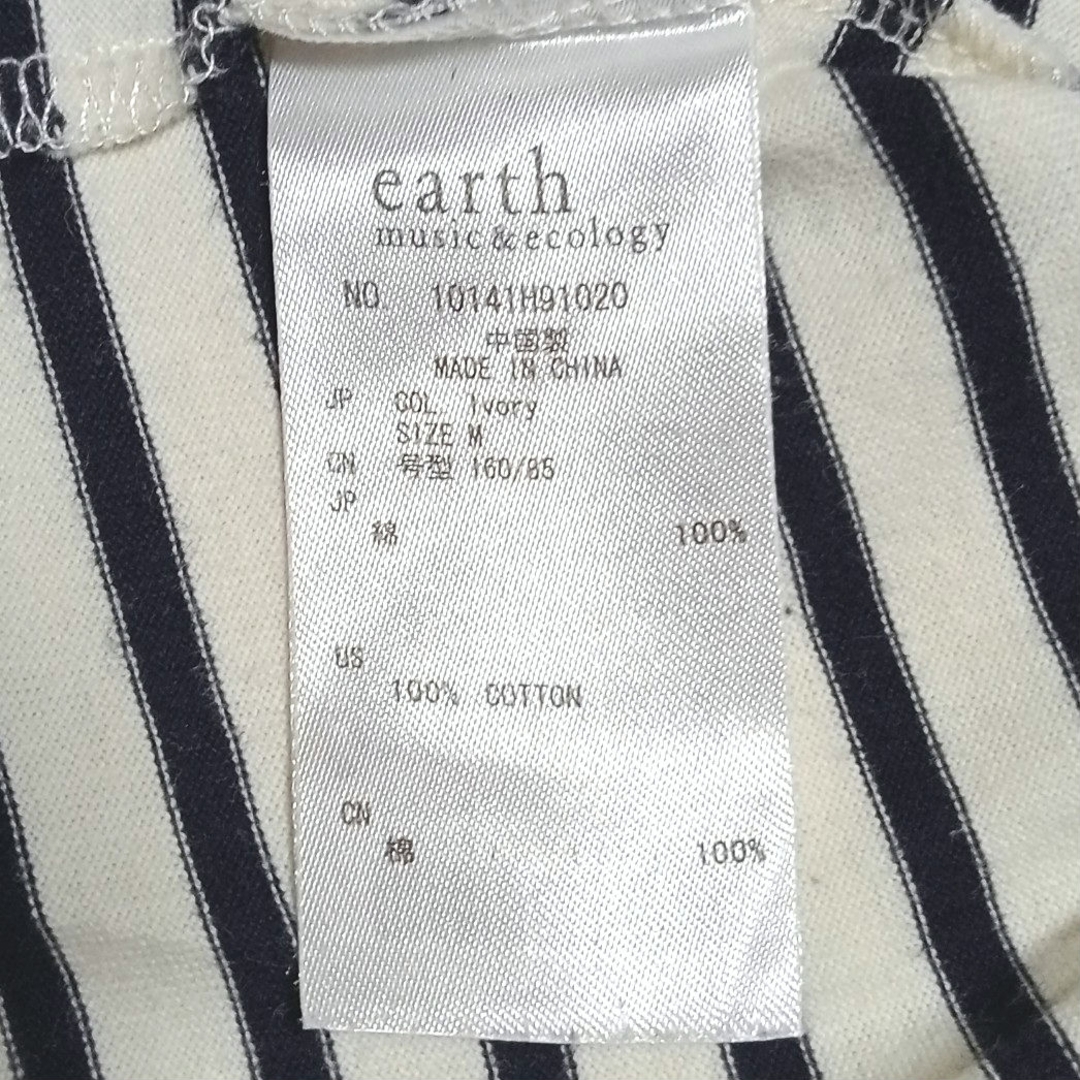 earth
music & ecology
NO 10141H91020
中国製
MADE IN CHINA
JP COL Ivory
SIZE M
CN 号型 160/85
JP
綿 100%
US
100% COTTON
CN
棉 100%